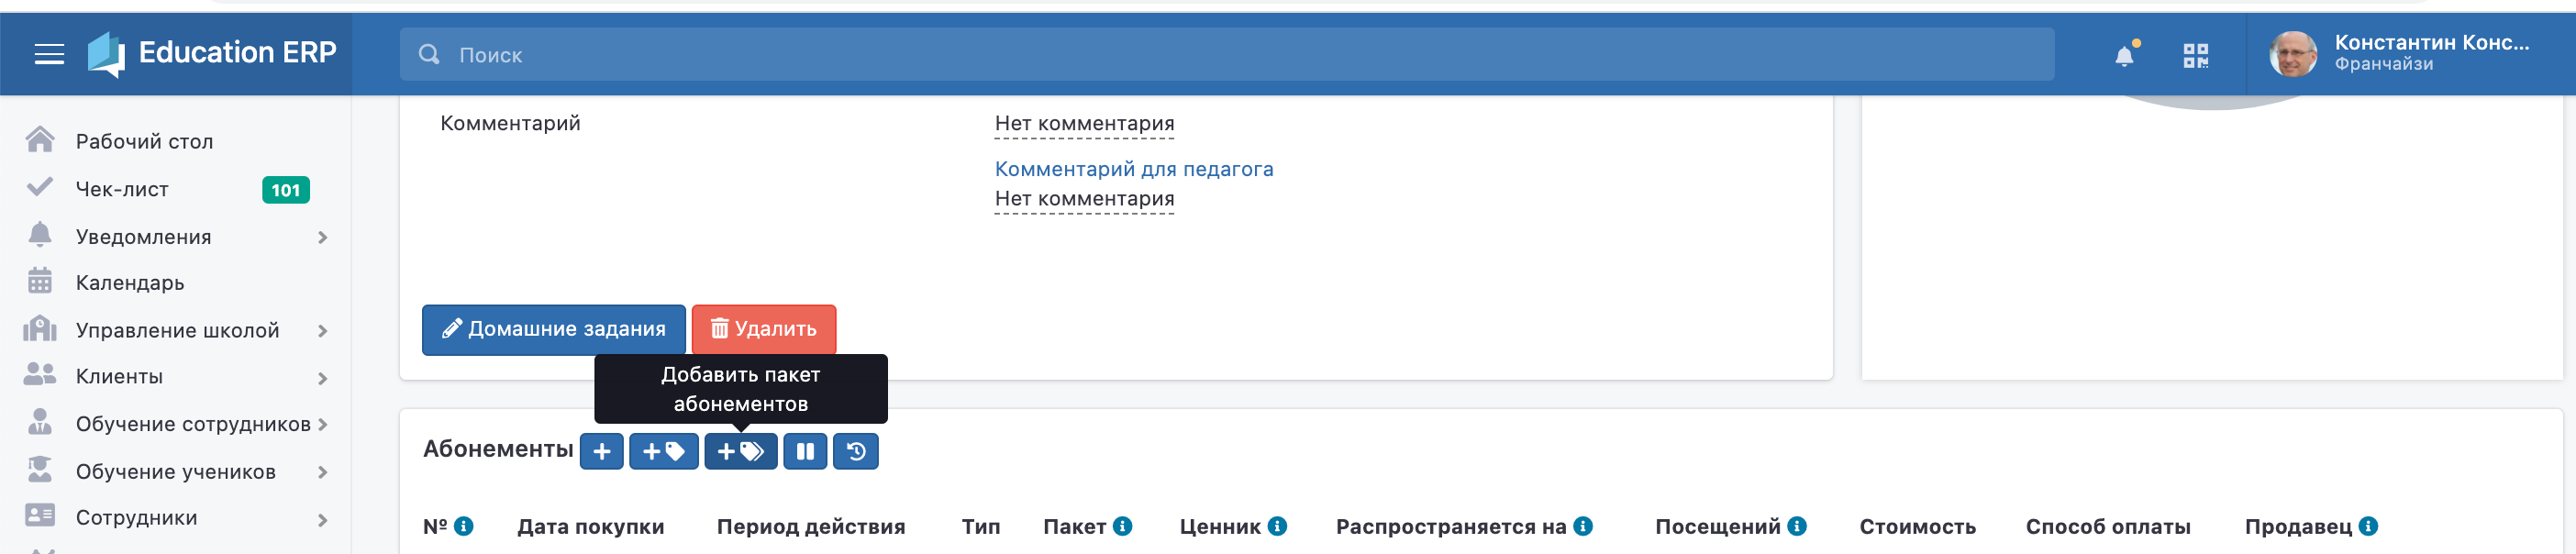 Education ERP
Поиск
Константин Конс...
Франчайзи
Рабочий стол
Чек-лист 101
Уведомления
Календарь
Управление школой
Клиенты
Обучение сотрудников
Обучение учеников
Сотрудники
Комментарий
Нет комментария
Комментарий для педагога
Нет комментария
Домашние задания
Удалить
Добавить пакет
абонементов
Абонементы
№ Дата покупки Период действия Тип Пакет Ценник Распространяется на Посещений Стоимость Способ оплаты Продавец